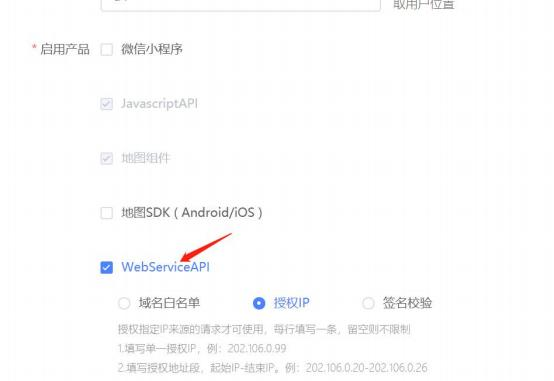 取用户位置
* 启用产品 微信小程序
JavascriptAPI
地图组件
地图SDK ( Android/iOS )
WebServiceAPI
域名白名单 授权IP 签名校验
授权指定IP来源的请求才可使用，每行填写一条，留空则不限制
1.填写单一授权IP，例：202.106.0.99
2.填写授权地址段，起始IP-结束IP。例：202.106.0.20-202.106.0.26